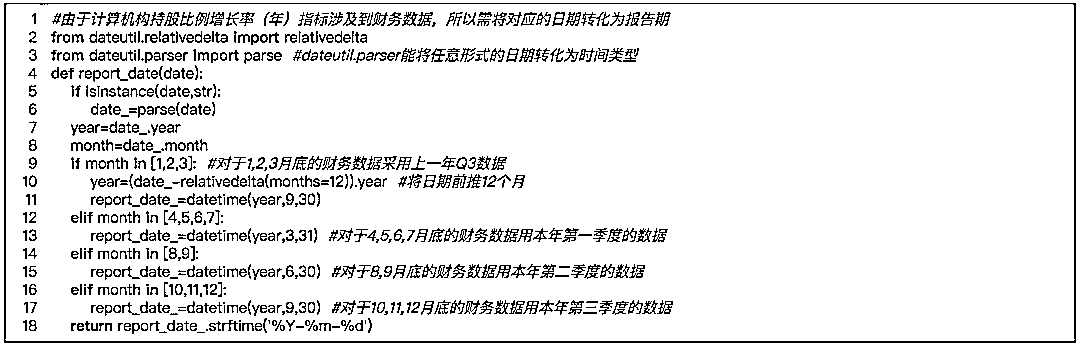 1 #由于计算机构持股比例增长率（年）指标涉及到财务数据，所以需将对应的日期转化为报告期
2 from dateutil.relativedelta import relativedelta
3 from dateutil.parser import parse #dateutil.parser能将任意形式的日期转化为时间类型
4 def report_date(date):
5 if isinstance(date,str):
6 date_=parse(date)
7 year=date_.year
8 month=date_.month
9 if month in [1,2,3]: #对于1,2,3月底的财务数据采用上一年Q3数据
10 year=(date_-relativedelta(months=12)).year #将日期前推12个月
11 report_date_=datetime(year,9,30)
12 elif month in [4,5,6,7]:
13 report_date_=datetime(year,3,31) #对于4,5,6,7月底的财务数据用本年第一季度的数据
14 elif month in [8,9]:
15 report_date_=datetime(year,6,30) #对于8,9月底的财务数据用本年第二季度的数据
16 elif month in [10,11,12]:
17 report_date_=datetime(year,9,30) #对于10,11,12月底的财务数据用本年第三季度的数据
18 return report_date_.strftime('%Y-%m-%d')